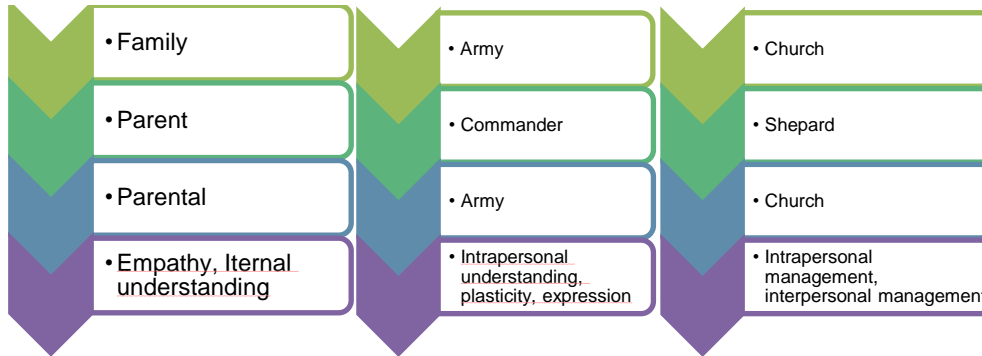 • Family
• Parent
• Parental
• Empathy, Iternal
understanding
• Army
• Commander
• Army
• Intrapersonal
understanding,
plasticity, expression
• Church
• Shepard
• Church
• Intrapersonal
management,
interpersonal management